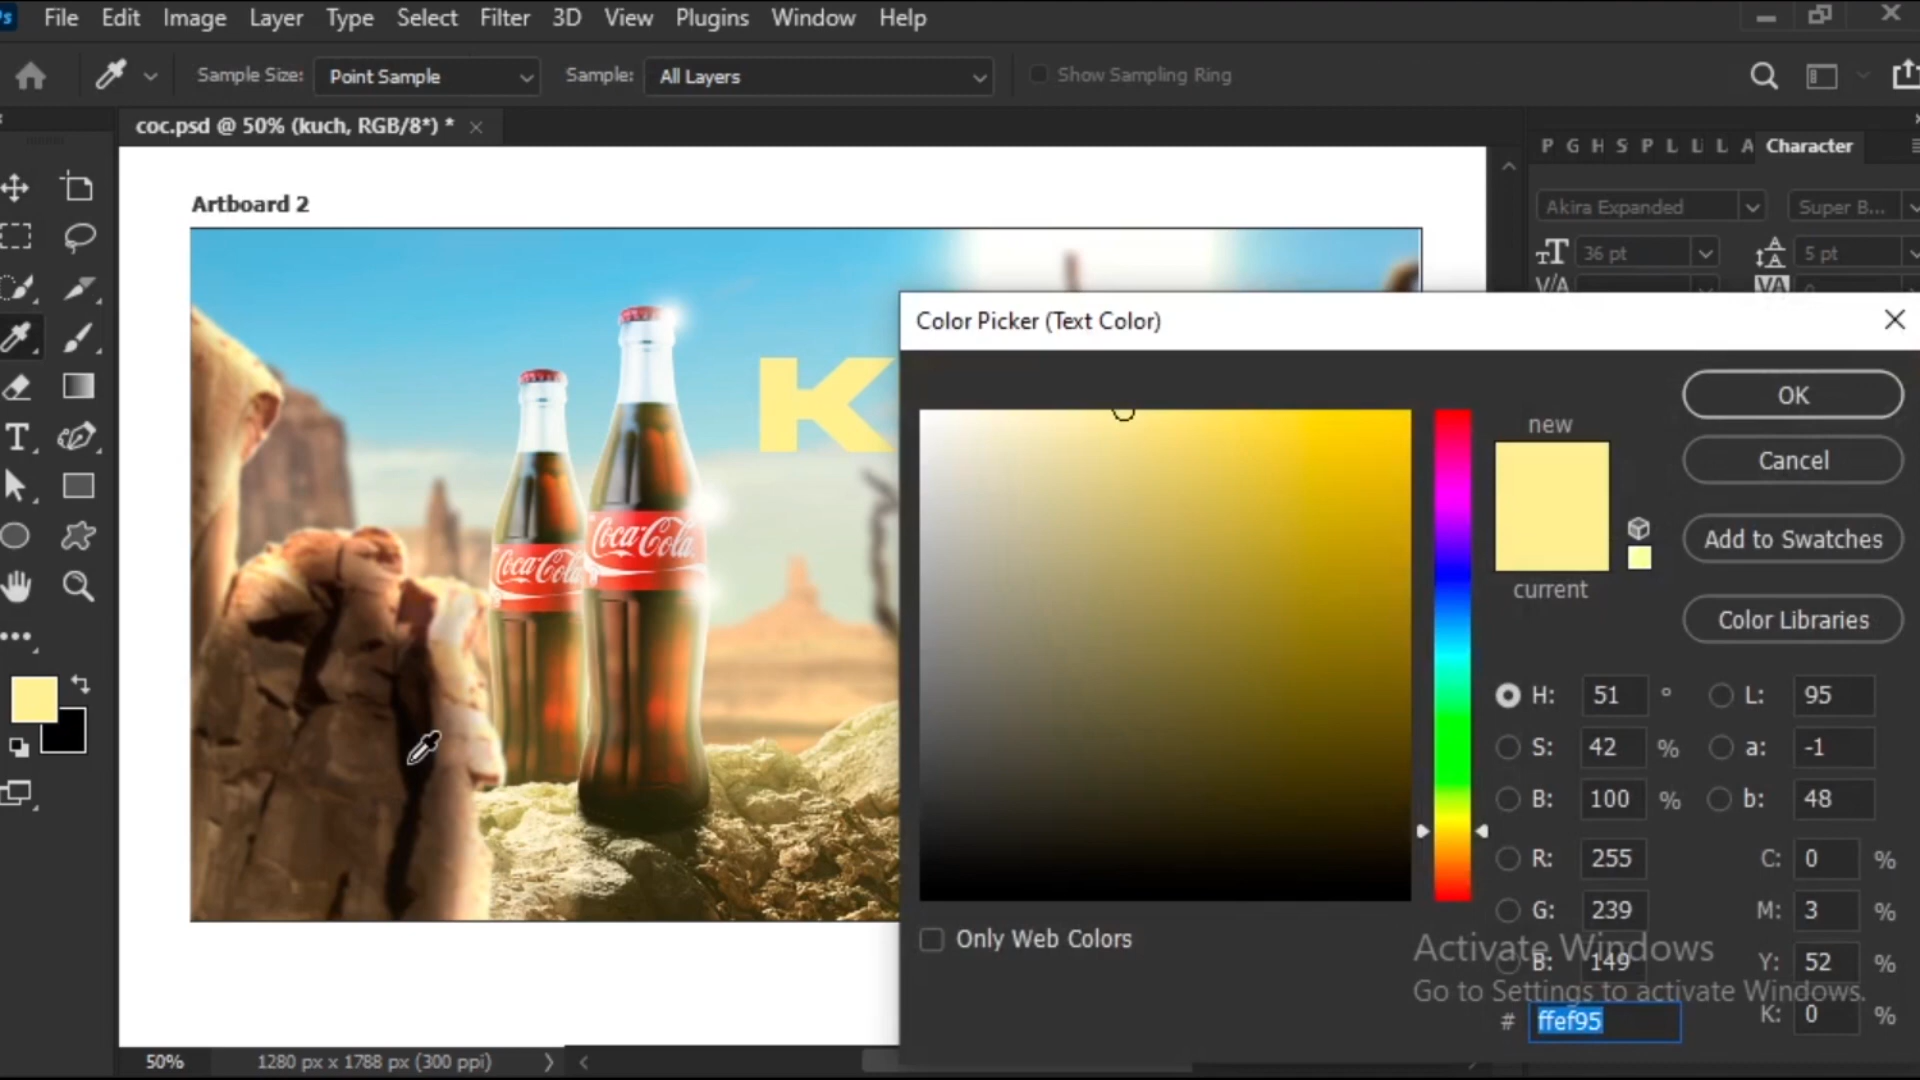 File Edit Image Layer Type Select Filter 3D View Plugins Window Help
Sample Size: Point Sample Sample: All Layers Show Sampling Ring
coc.psd @ 50% (kuch, RGB/8*) *
P G H S P L Li L A Character
Artboard 2
Akira Expanded Super B...
36 pt 5 pt
Color Picker (Text Color)
K
OK
new
Cancel
Coca-Cola
Coca-Cola
Add to Swatches
current
Color Libraries
H: 51 ° L: 95
S: 42 % a: -1
B: 100 % b: 48
R: 255 C: 0 %
G: 239 M: 3 %
Only Web Colors
B: 149 Y: 52 %
Activate Windows
Go to Settings to activate Windows.
# ffef95 K: 0 %
50% 1280 px x 1788 px (300 ppi)